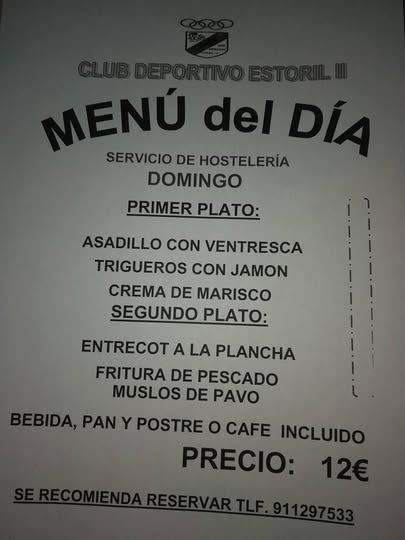 CLUB DEPORTIVO ESTORIL II
MENÚ del DÍA
SERVICIO DE HOSTELERÍA
DOMINGO
PRIMER PLATO:
ASADILLO CON VENTRESCA
TRIGUEROS CON JAMON
CREMA DE MARISCO
SEGUNDO PLATO:
ENTRECOT A LA PLANCHA
FRITURA DE PESCADO
MUSLOS DE PAVO
BEBIDA, PAN Y POSTRE O CAFE INCLUIDO
PRECIO: 12€
SE RECOMIENDA RESERVAR TLF. 911297533